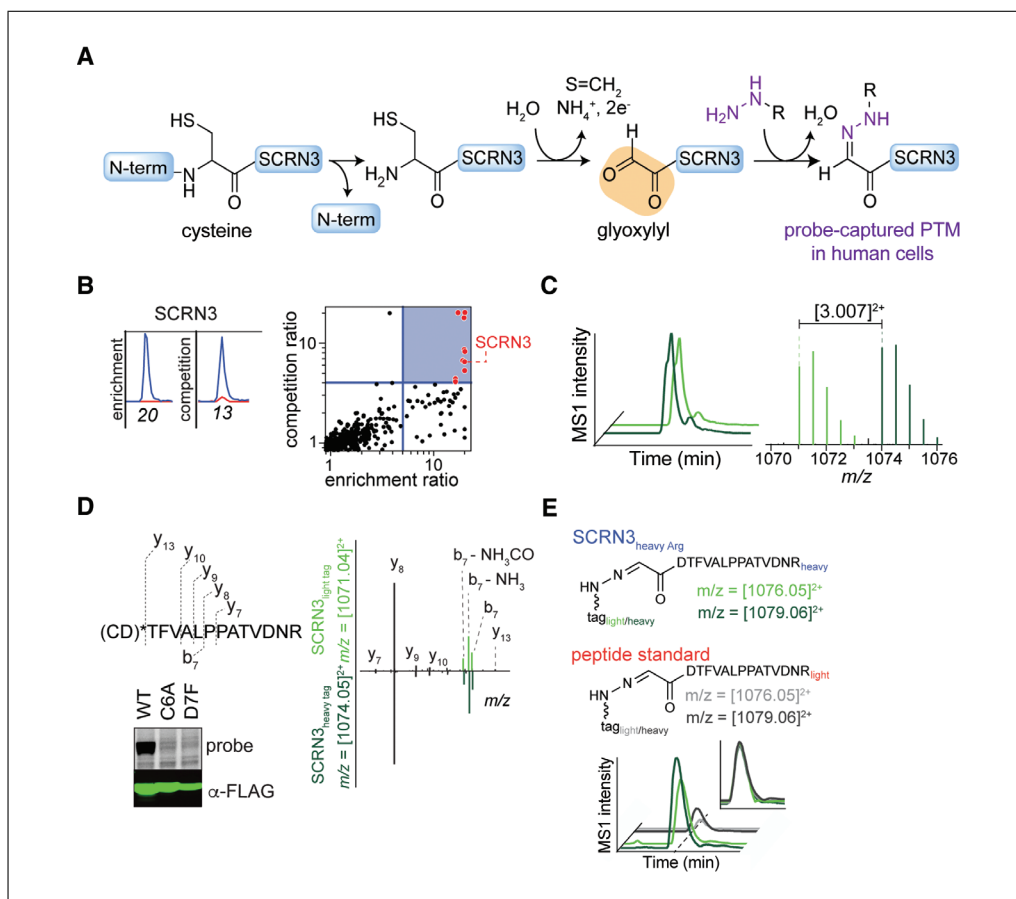 A
HS
N-term
N
H
O
SCRN3
cysteine
N-term
HS
H₂N
O
SCRN3
H₂O
S=CH₂
NH₄⁺, 2e⁻
H
O
O
SCRN3
glyoxylyl
H₂N
H
N
R
H₂O
R
N
NH
H
O
SCRN3
probe-captured PTM
in human cells
B
SCRN3
enrichment
20
competition
13
competition ratio
10
1
SCRN3
1
10
enrichment ratio
C
MS1 intensity
Time (min)
[3.007]²⁺
1070
1072
1074
1076
m/z
D
y₁₃
y₁₀
y₉
y₈
y₇
(CD)*TFVALPPATVDNR
b₇
WT
C6A
D7F
probe
α-FLAG
SCRN3light tag
m/z = [1071.04]²⁺
SCRN3heavy tag
m/z = [1074.05]²⁺
y₈
b₇ - NH₃CO
b₇ - NH₃
b₇
y₁₃
y₇
y₉
y₁₀
m/z
E
SCRN3heavy Arg
HN
N
O
DTFVALPPATVDNRheavy
taglight/heavy
m/z = [1076.05]²⁺
m/z = [1079.06]²⁺
peptide standard
HN
N
O
DTFVALPPATVDNRlight
taglight/heavy
m/z = [1076.05]²⁺
m/z = [1079.06]²⁺
MS1 intensity
Time (min)